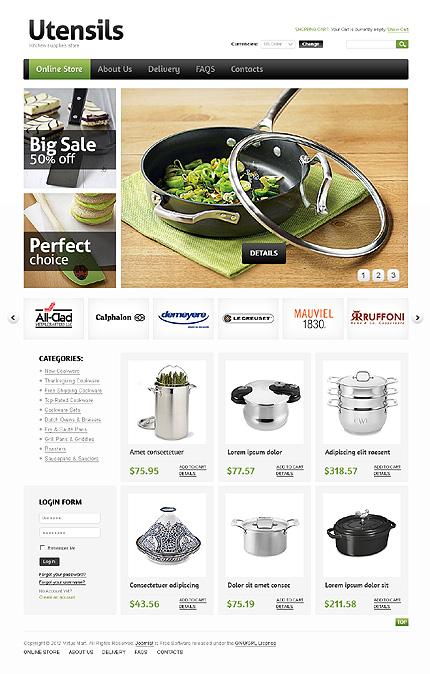 Utensils
kitchen supplies store
SHOPPING CART: Your Cart is currently empty. Show Cart
Currencies: US Dollar Change
Online Store About Us Delivery FAQS Contacts
Big Sale
50% off
Perfect
choice
DETAILS
1 2 3
All-Clad
METALCRAFTERS LLC
Calphalon
demeyere
LE CREUSET
MAUVIEL
1830
RUFFONI
CATEGORIES:
New Cookware
Thanksgiving Cookware
Free Shipping Cookware
Top-Rated Cookware
Cookware Sets
Dutch Ovens & Braisers
Fry & Sauté Pans
Grill Pans & Griddles
Roasters
Saucepans & Sauciers
Amet consectetuer
$75.95 ADD TO CART
DETAILS
Lorem ipsum dolor
$77.57 ADD TO CART
DETAILS
Adipiscing elit raesent
$318.57 ADD TO CART
DETAILS
LOGIN FORM
Username
Remember Me
Log in
Forgot your password?
Forgot your username?
No Account Yet?
Create an account
Consectetuer adipiscing
$43.56 ADD TO CART
DETAILS
Dolor sit amet consec
$75.19 ADD TO CART
DETAILS
Lorem ipsum dolor sit
$211.58 ADD TO CART
DETAILS
TOP
Copyright © 2012 Virtue Mart. All Rights Reserved. Joomla! is Free Software released under the GNU/GPL License
ONLINE STORE ABOUT US DELIVERY FAQS CONTACTS